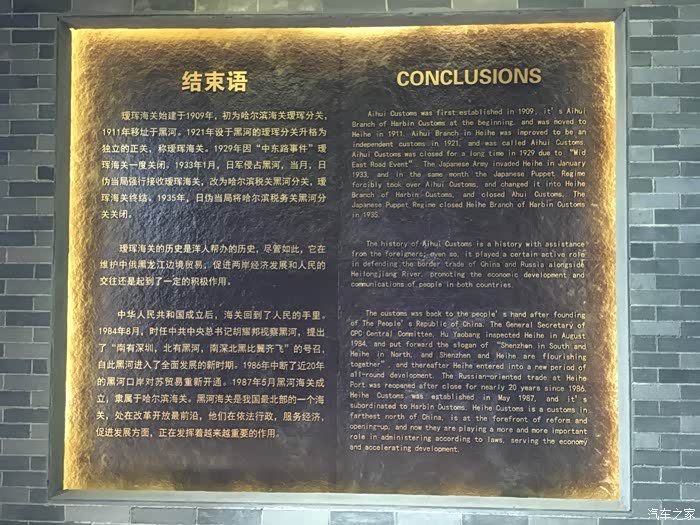 结束语
瑷珲海关始建于1909年，初为哈尔滨海关瑷珲分关，
1911年移址于黑河。1921年设于黑河的瑷珲分关升格为
独立的正关，称瑷珲海关。1929年因“中东路事件”瑷
珲海关一度关闭。1933年1月，日军侵占黑河，当月，日
伪当局强行接收瑷珲海关，改为哈尔滨税关黑河分关，瑷
珲海关终结。1935年，日伪当局将哈尔滨税务关黑河分
关关闭。
瑷珲海关的历史是洋人帮办的历史，尽管如此，它在
维护中俄黑龙江边境贸易，促进两岸经济发展和人民的
交往还是起到了一定的积极作用。
中华人民共和国成立后，海关回到了人民的手里。
1984年8月，时任中共中央总书记胡耀邦视察黑河，提出
了“南有深圳，北有黑河，南深北黑比翼齐飞”的号召，
自此黑河进入了全面发展的新时期。1986年中断了近20年
的黑河口岸对苏贸易重新开通。1987年5月黑河海关成
立；隶属于哈尔滨海关。黑河海关是我国最北部的一个海
关，处在改革开放最前沿，他们在依法行政，服务经济，
促进发展方面，正在发挥着越来越重要的作用。
CONCLUSIONS
Aihui Customs was first established in 1909, it's Aihui
Branch of Harbin Customs at the beginning, and was moved to
Heihe in 1911. Aihui Branch in Heihe was improved to be an
independent customs in 1921, and was called Aihui Customs.
Aihui Customs was closed for a long time in 1929 due to "Mid
East Road Event". The Japanese Army invaded Heihe in January
1933, and in the same month the Japanese Puppet Regime
forcibly took over Aihui Customs, and changed it into Heihe
Branch of Harbin Customs, and closed Ahui Customs. The
Japanese Puppet Regime closed Heihe Branch of Harbin Customs
in 1935.
The history of Aihui Customs is a history with assistance
from the foreigners; even so, it played a certain active role
in defending the border trade of China and Russia alongside
Heilongjiang River, promoting the economic development and
communications of people in both countries.
The customs was back to the people's hand after founding
of The People's Republic of China. The General Secretary of
CPC Central Committee, Hu Yaobang inspected Heihe in August
1984, and put forward the slogan of "Shenzhen in South and
Heihe in North, and Shenzhen and Heihe are flourishing
together", and thereafter Heihe entered into a new period of
all-round development. The Russian-oriented trade at Heihe
Port was reopened after close for nearly 20 years since 1986.
Heihe Customs was established in May 1987, and it's
subordinated to Harbin Customs. Heihe Customs is a customs in
farthest north of China, is at the forefront of reform and
opening-up, and now they are playing a more and more important
role in administering according to laws, serving the economy
and accelerating development.
汽车之家